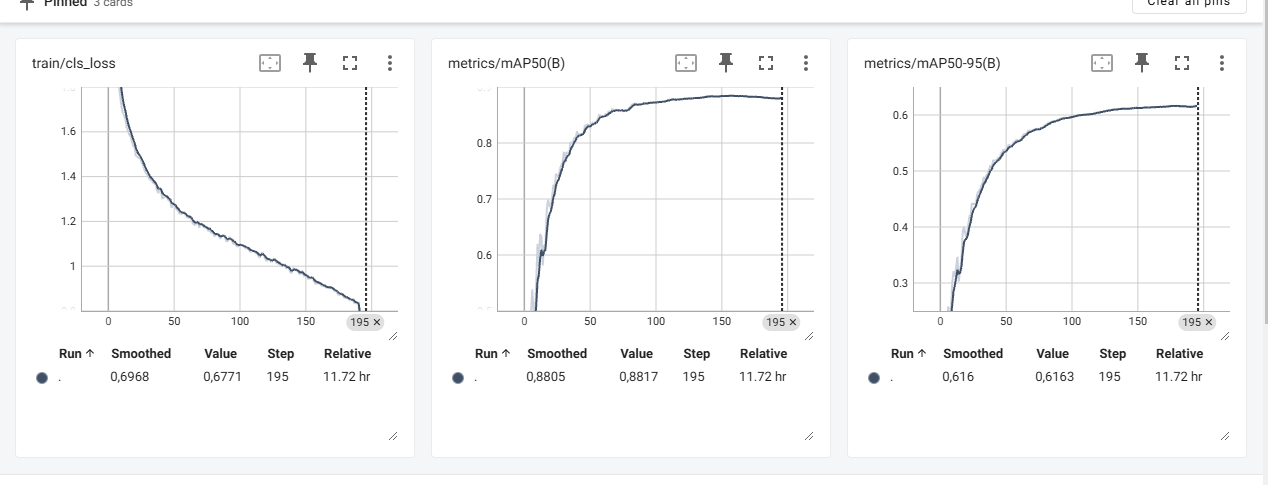 Pinned 3 cards
Clear all pins
train/cls_loss
1.6
1.4
1.2
1
0 50 100 150 195 ×
Run ↑ Smoothed Value Step Relative
. 0,6968 0,6771 195 11.72 hr
metrics/mAP50(B)
0.8
0.7
0.6
0 50 100 150 195 ×
Run ↑ Smoothed Value Step Relative
. 0,8805 0,8817 195 11.72 hr
metrics/mAP50-95(B)
0.6
0.5
0.4
0.3
0 50 100 150 195 ×
Run ↑ Smoothed Value Step Relative
. 0,616 0,6163 195 11.72 hr